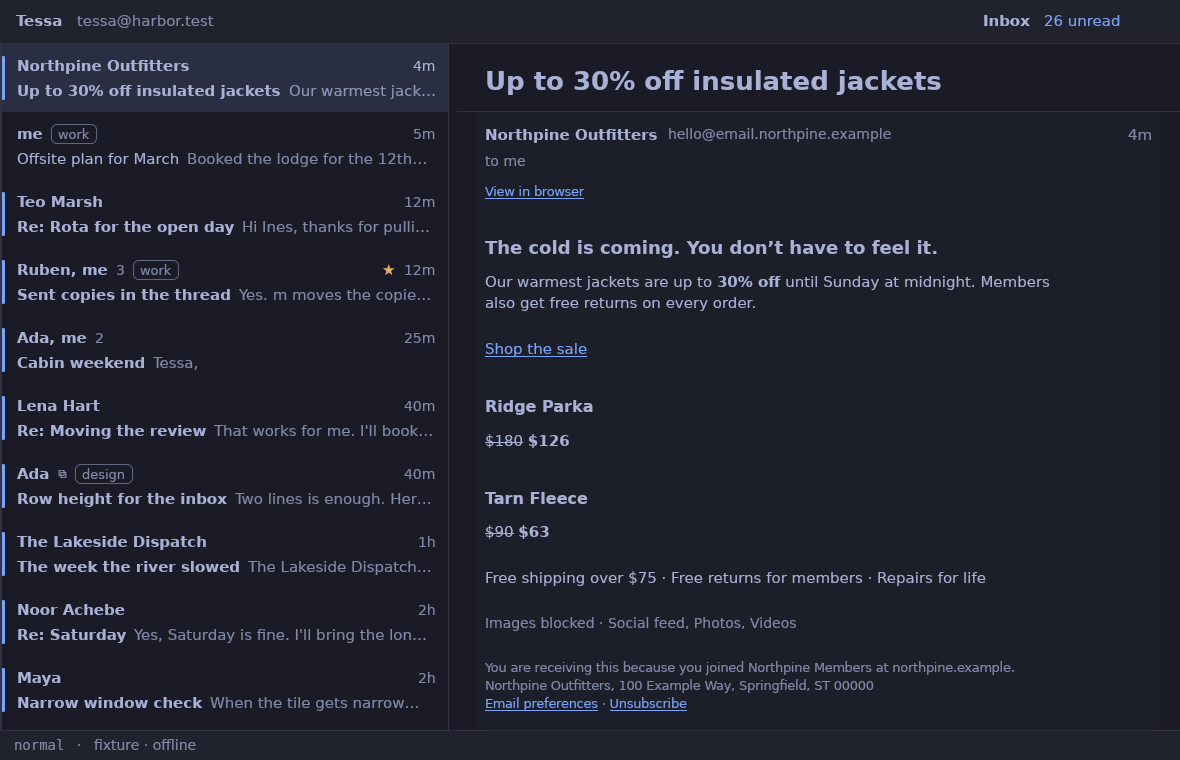 Tessa tessa@harbor.test
Inbox 26 unread
Northpine Outfitters 4m
Up to 30% off insulated jackets Our warmest jack…
me work 5m
Offsite plan for March Booked the lodge for the 12th…
Teo Marsh 12m
Re: Rota for the open day Hi Ines, thanks for pulli…
Ruben, me 3 work ★ 12m
Sent copies in the thread Yes. m moves the copie…
Ada, me 2 25m
Cabin weekend Tessa,
Lena Hart 40m
Re: Moving the review That works for me. I'll book…
Ada design 40m
Row height for the inbox Two lines is enough. Her…
The Lakeside Dispatch 1h
The week the river slowed The Lakeside Dispatch…
Noor Achebe 2h
Re: Saturday Yes, Saturday is fine. I'll bring the lon…
Maya 2h
Narrow window check When the tile gets narrow…
Up to 30% off insulated jackets
Northpine Outfitters hello@email.northpine.example 4m
to me
View in browser
The cold is coming. You don’t have to feel it.
Our warmest jackets are up to 30% off until Sunday at midnight. Members
also get free returns on every order.
Shop the sale
Ridge Parka
$180 $126
Tarn Fleece
$90 $63
Free shipping over $75 · Free returns for members · Repairs for life
Images blocked · Social feed, Photos, Videos
You are receiving this because you joined Northpine Members at northpine.example.
Northpine Outfitters, 100 Example Way, Springfield, ST 00000
Email preferences · Unsubscribe
normal · fixture · offline